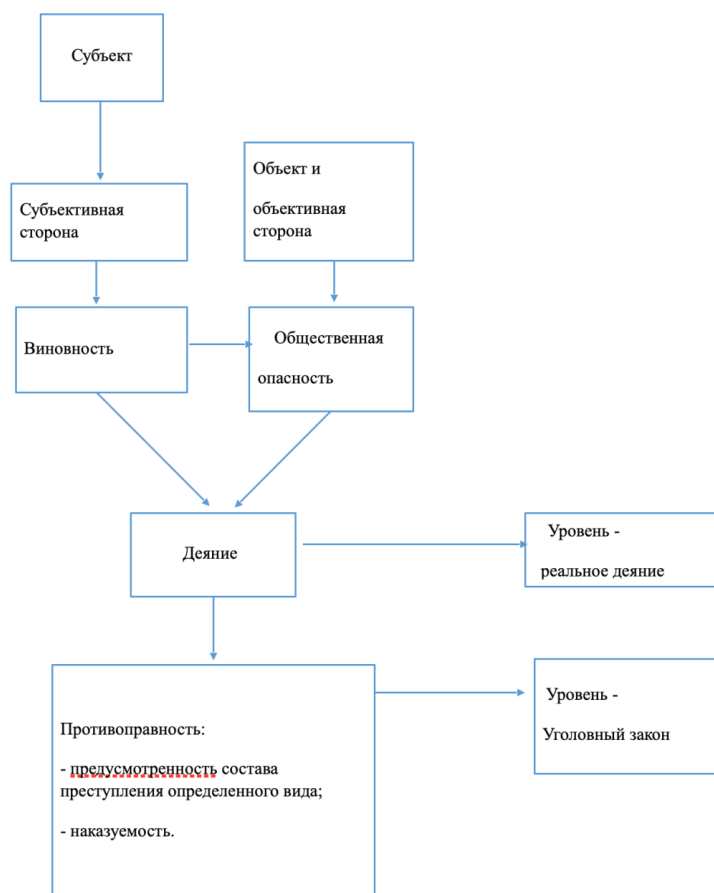 Субъект
Объект и
объективная
сторона
Субъективная
сторона
Виновность
Общественная
опасность
Деяние
Уровень -
реальное деяние
Противоправность:
- предусмотренность состава
преступления определенного вида;
- наказуемость.
Уровень -
Уголовный закон